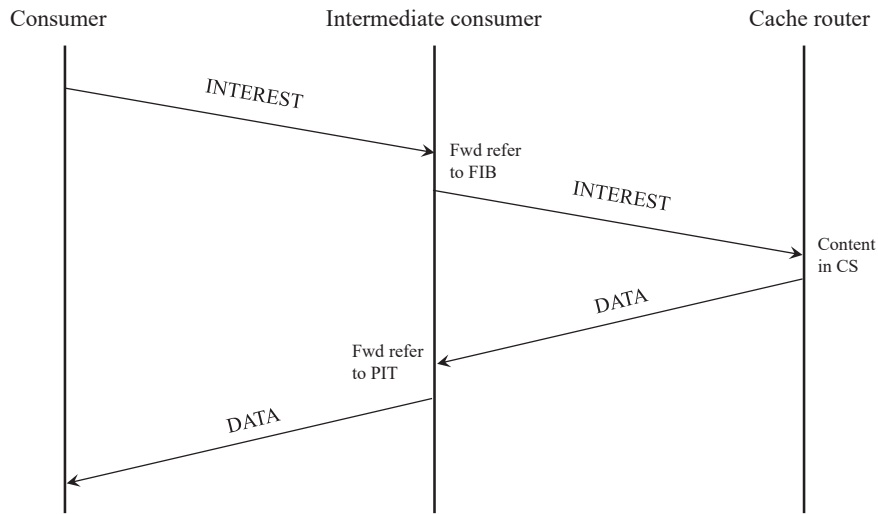 Consumer
Intermediate consumer
Cache router
INTEREST
Fwd refer
to FIB
INTEREST
Content
in CS
DATA
Fwd refer
to PIT
DATA